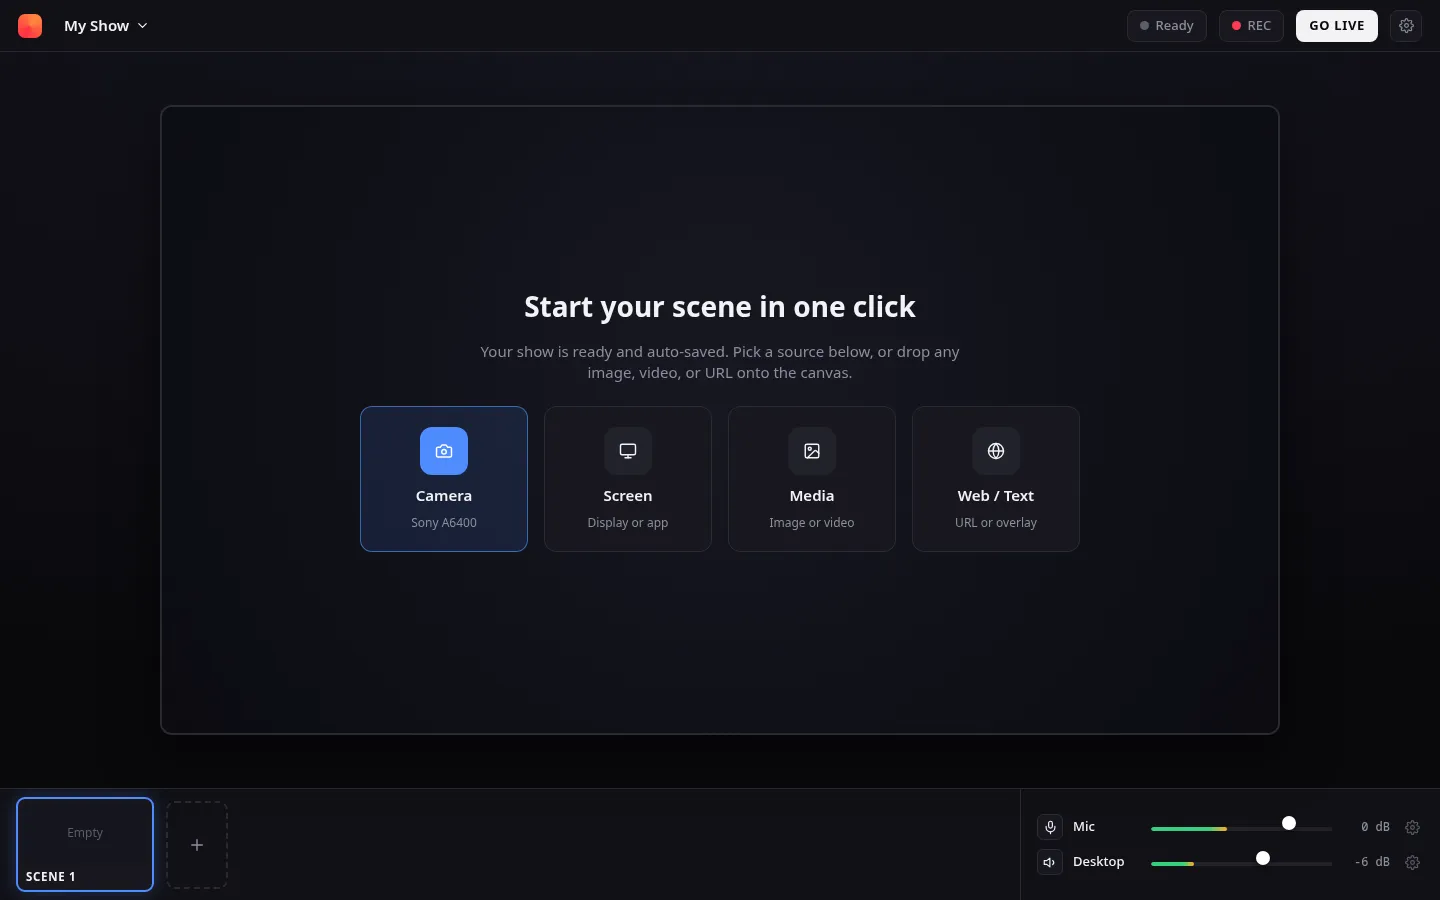 My Show
Ready
REC
GO LIVE
Start your scene in one click
Your show is ready and auto-saved. Pick a source below, or drop any
image, video, or URL onto the canvas.
Camera
Sony A6400
Screen
Display or app
Media
Image or video
Web / Text
URL or overlay
Empty
SCENE 1
+
Mic
0 dB
Desktop
-6 dB